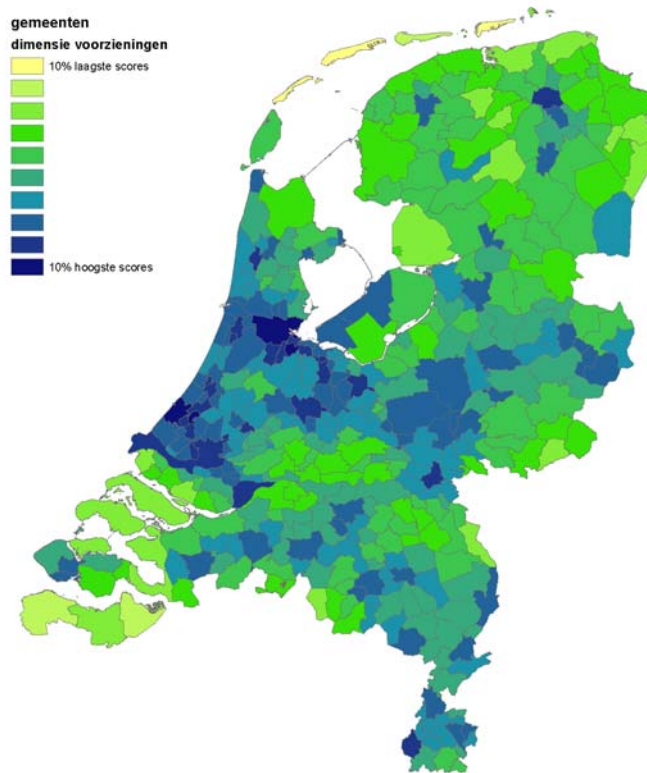 gemeenten
dimensie voorzieningen
10% laagste scores
10% hoogste scores